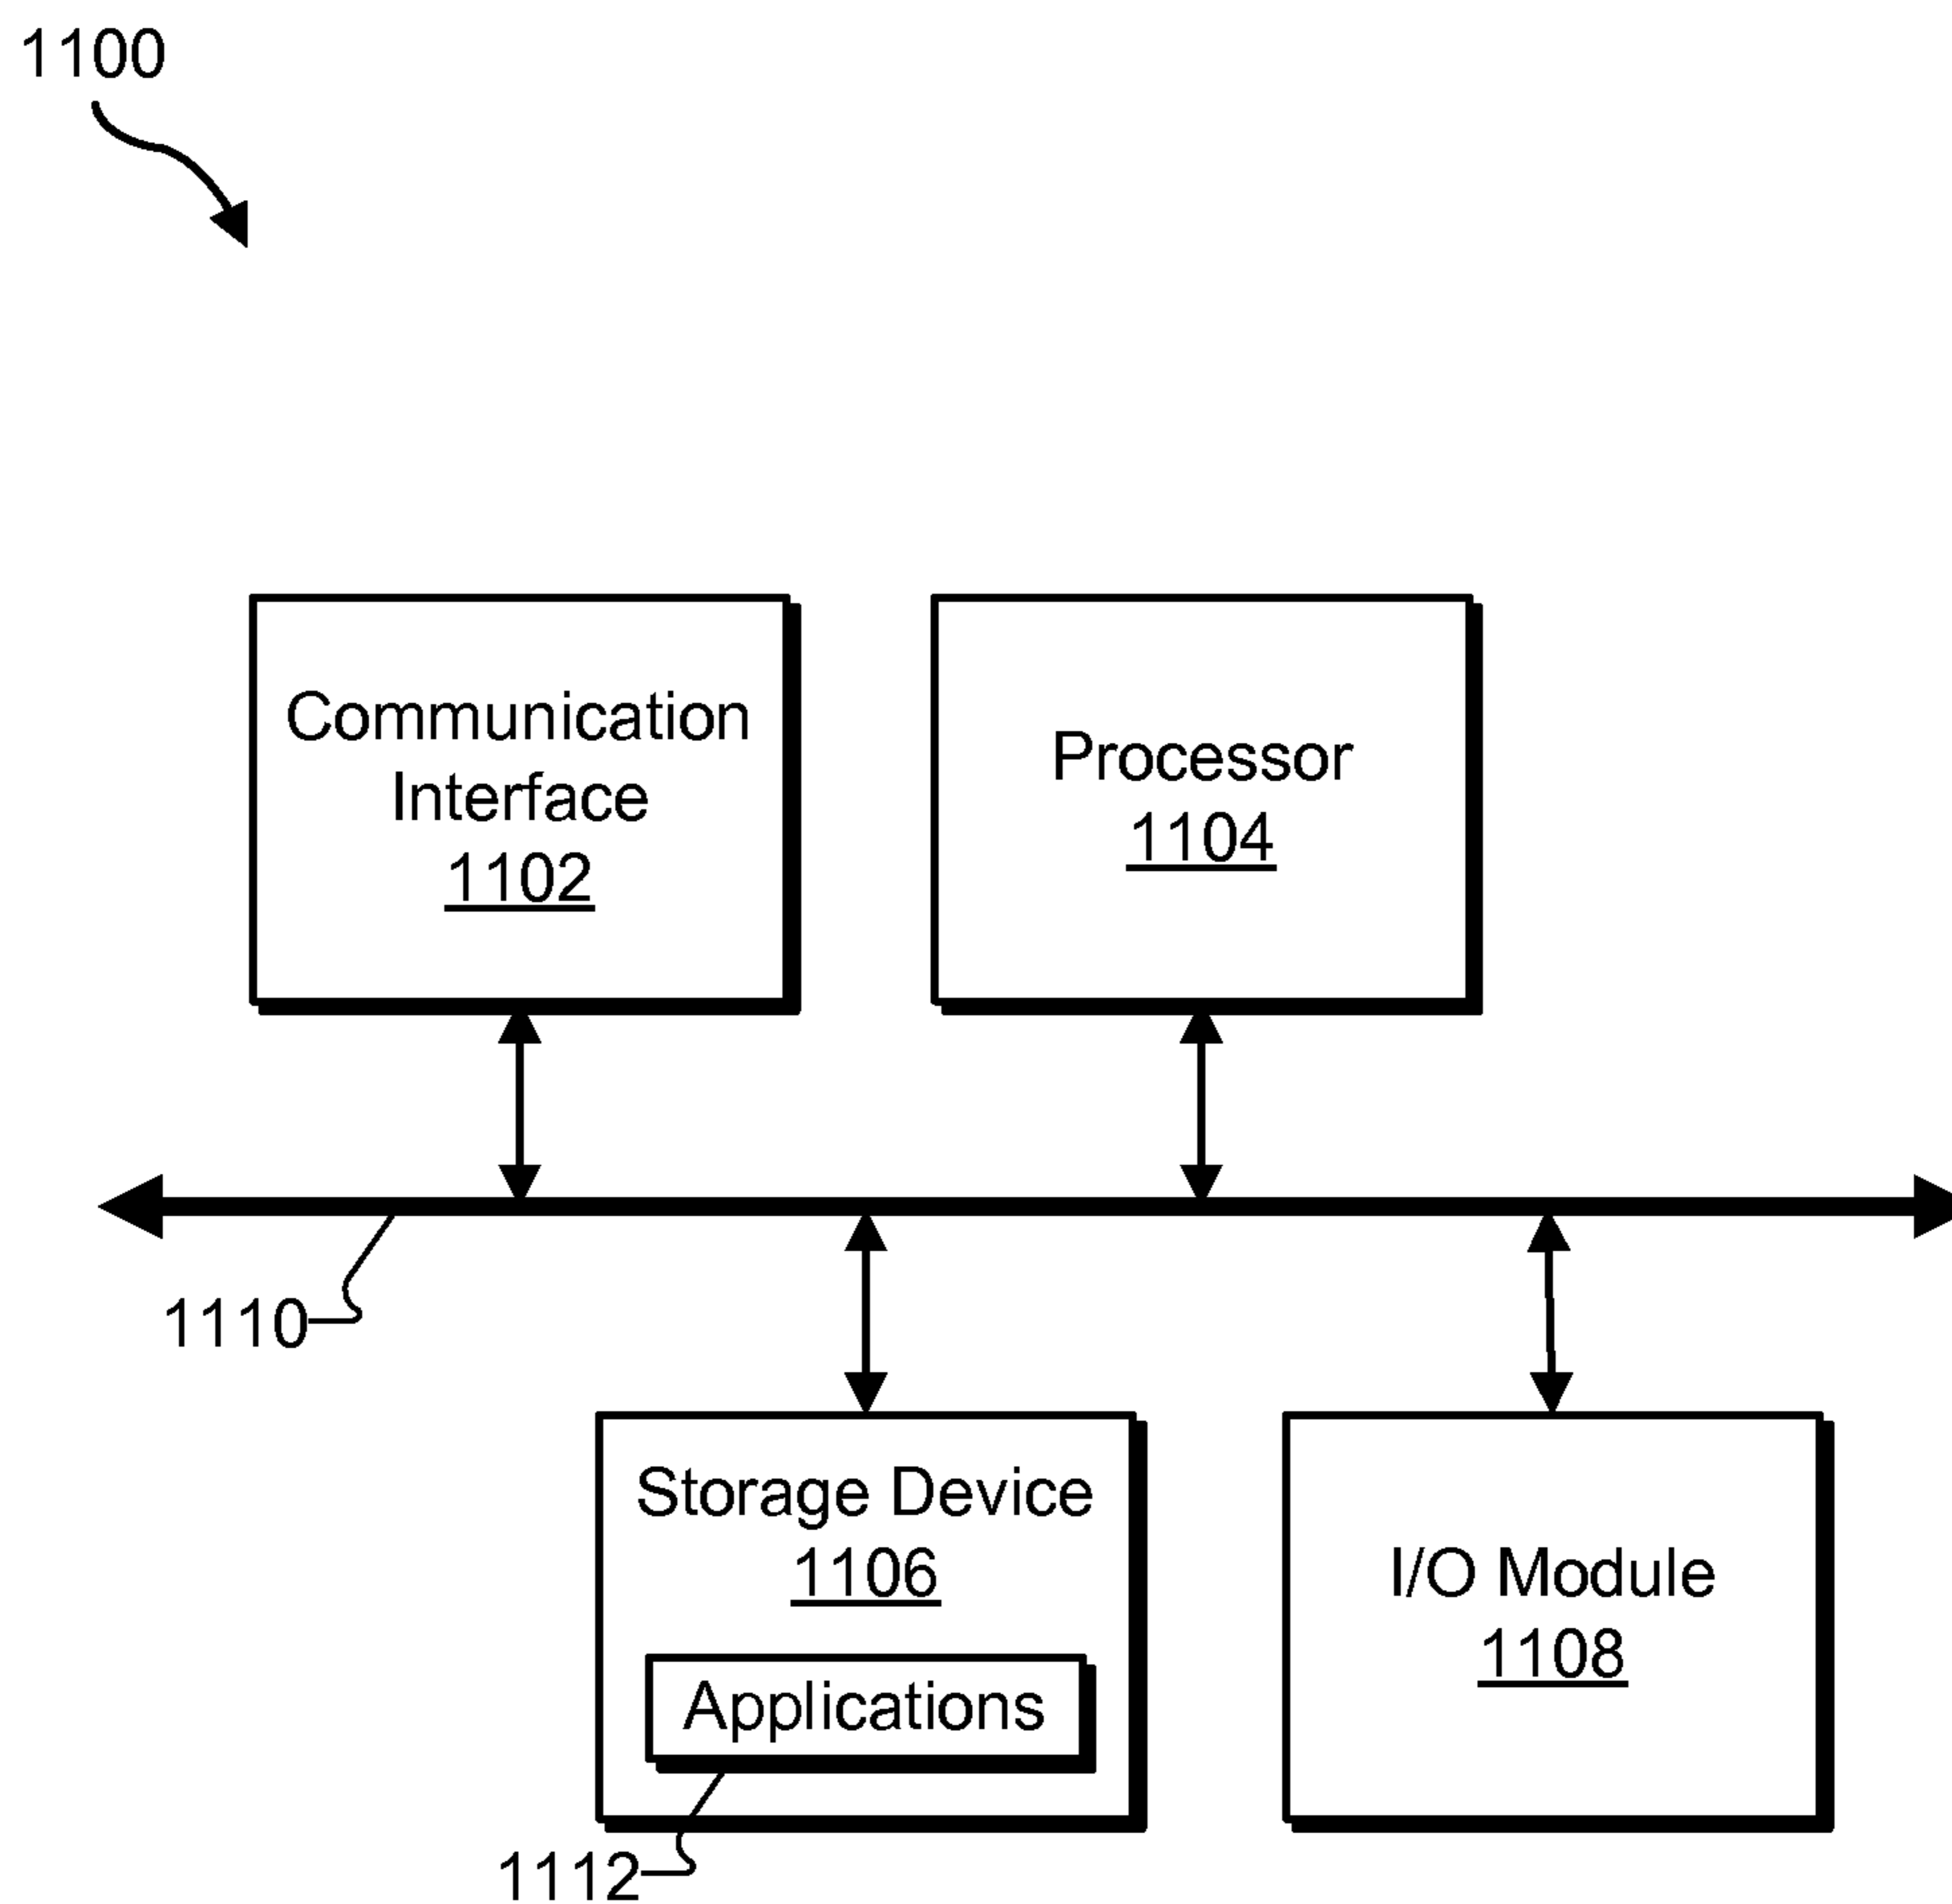 1100
Communication
Interface
1102
Processor
1104
1110
Storage Device
1106
Applications
1112
I/O Module
1108